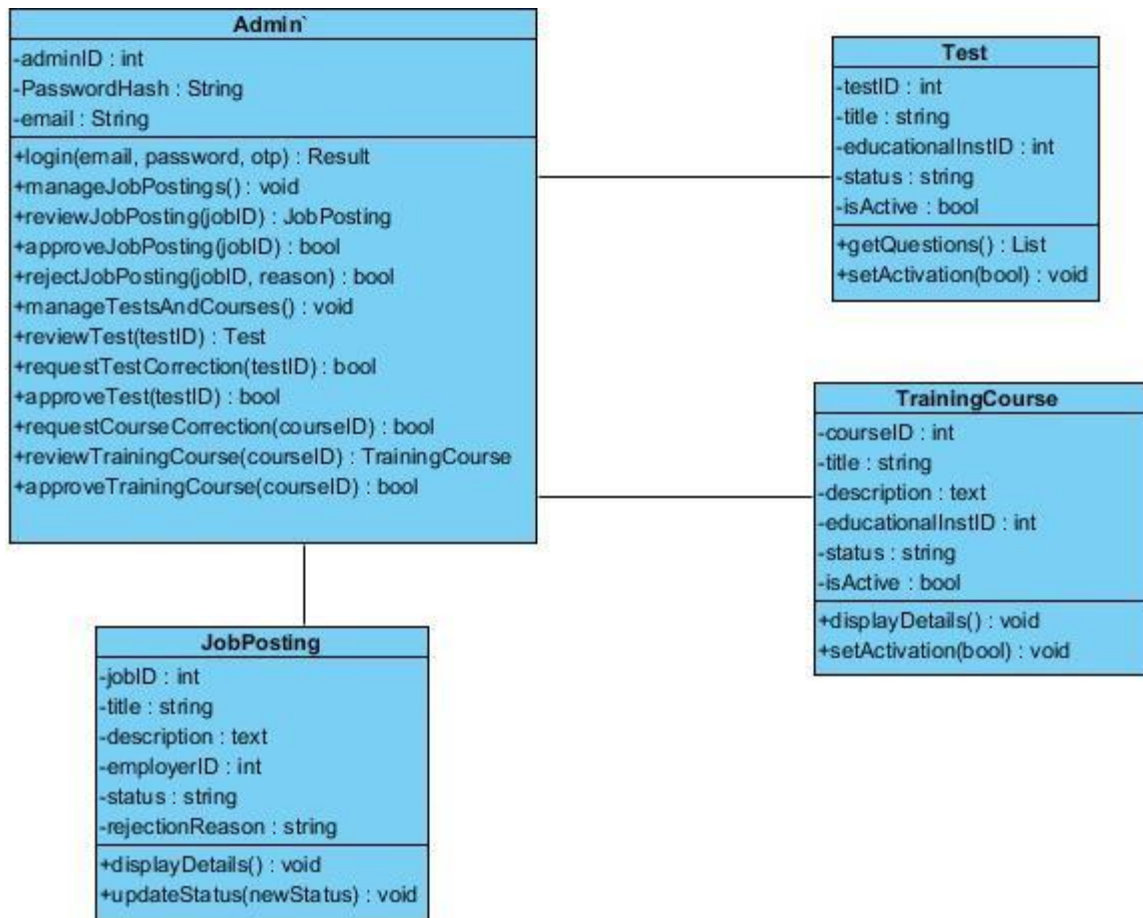 Admin`
-adminID : int
-PasswordHash : String
-email : String
+login(email, password, otp) : Result
+manageJobPostings() : void
+reviewJobPosting(jobID) : JobPosting
+approveJobPosting(jobID) : bool
+rejectJobPosting(jobID, reason) : bool
+manageTestsAndCourses() : void
+reviewTest(testID) : Test
+requestTestCorrection(testID) : bool
+approveTest(testID) : bool
+requestCourseCorrection(courseID) : bool
+reviewTrainingCourse(courseID) : TrainingCourse
+approveTrainingCourse(courseID) : bool
Test
-testID : int
-title : string
-educationalInstID : int
-status : string
-isActive : bool
+getQuestions() : List
+setActivation(bool) : void
TrainingCourse
-courseID : int
-title : string
-description : text
-educationalInstID : int
-status : string
-isActive : bool
+displayDetails() : void
+setActivation(bool) : void
JobPosting
-jobID : int
-title : string
-description : text
-employerID : int
-status : string
-rejectionReason : string
+displayDetails() : void
+updateStatus(newStatus) : void